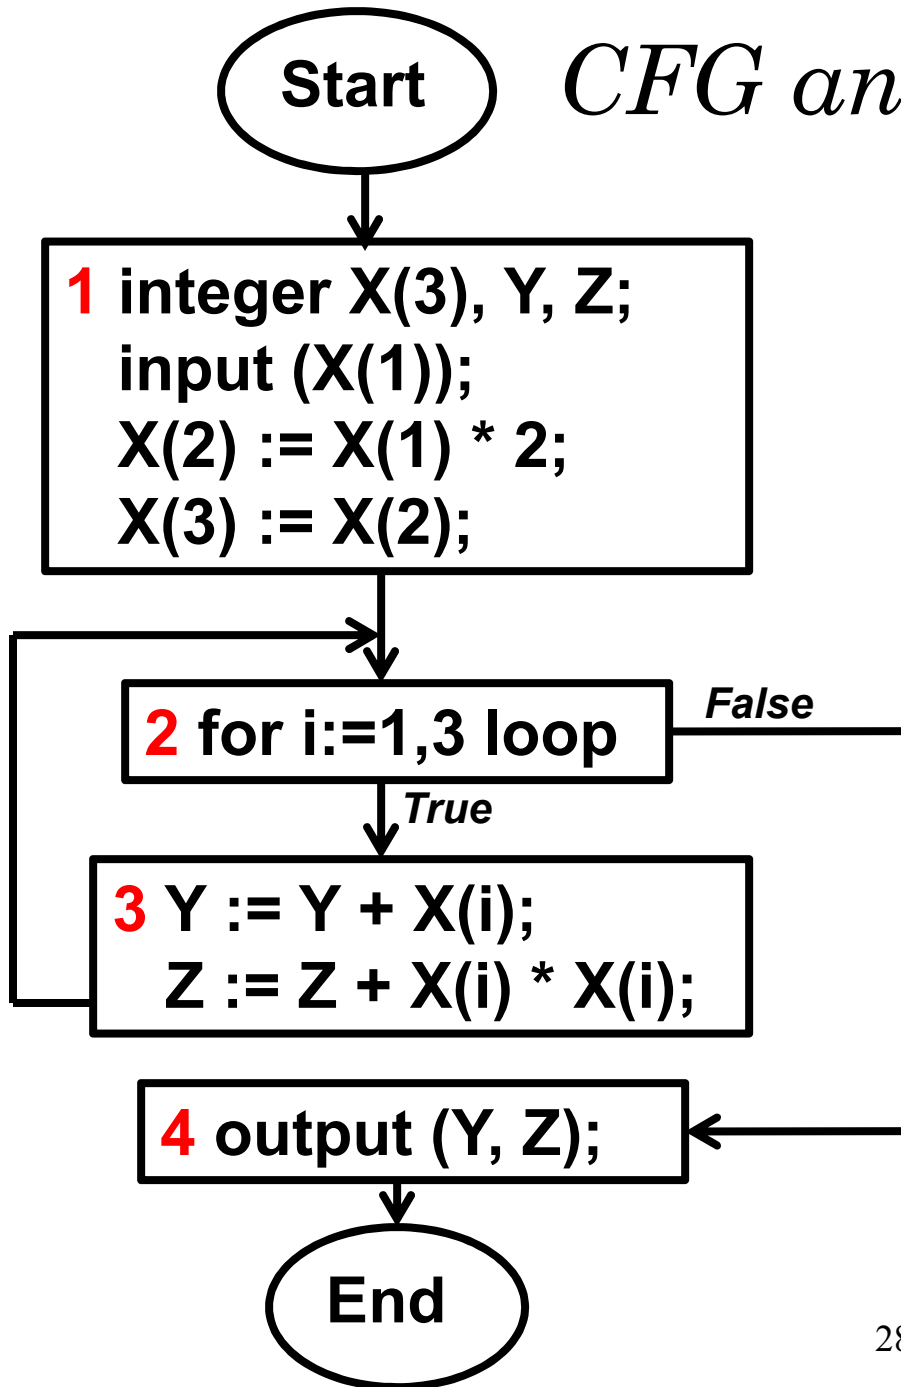 Start
CFG an
1 integer X(3), Y, Z;
input (X(1));
X(2) := X(1) * 2;
X(3) := X(2);
2 for i:=1,3 loop
False
True
3 Y := Y + X(i);
Z := Z + X(i) * X(i);
4 output (Y, Z);
End
28